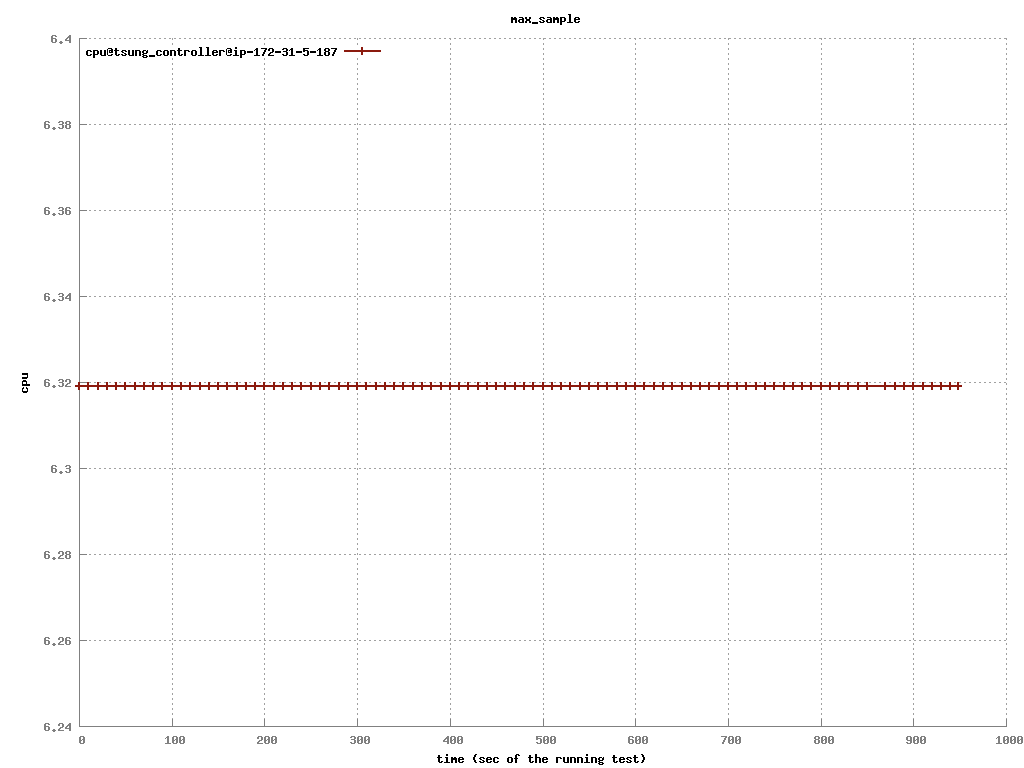 max_sample
cpu@tsung_controller@ip-172-31-5-187
6.4
6.38
6.36
6.34
6.32
6.3
6.28
6.26
6.24
cpu
0 100 200 300 400 500 600 700 800 900 1000
time (sec of the running test)